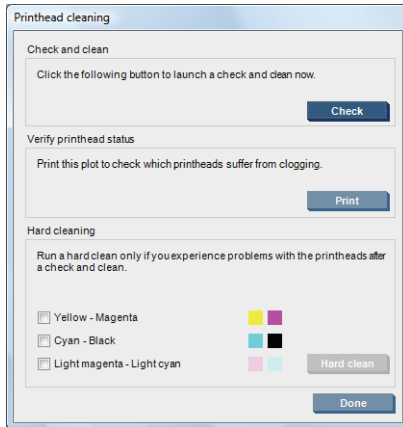 Printhead cleaning
Check and clean
Click the following button to launch a check and clean now.
Check
Verify printhead status
Print this plot to check which printheads suffer from clogging.
Print
Hard cleaning
Run a hard clean only if you experience problems with the printheads after
a check and clean.
Yellow - Magenta
Cyan - Black
Light magenta - Light cyan
Hard clean
Done